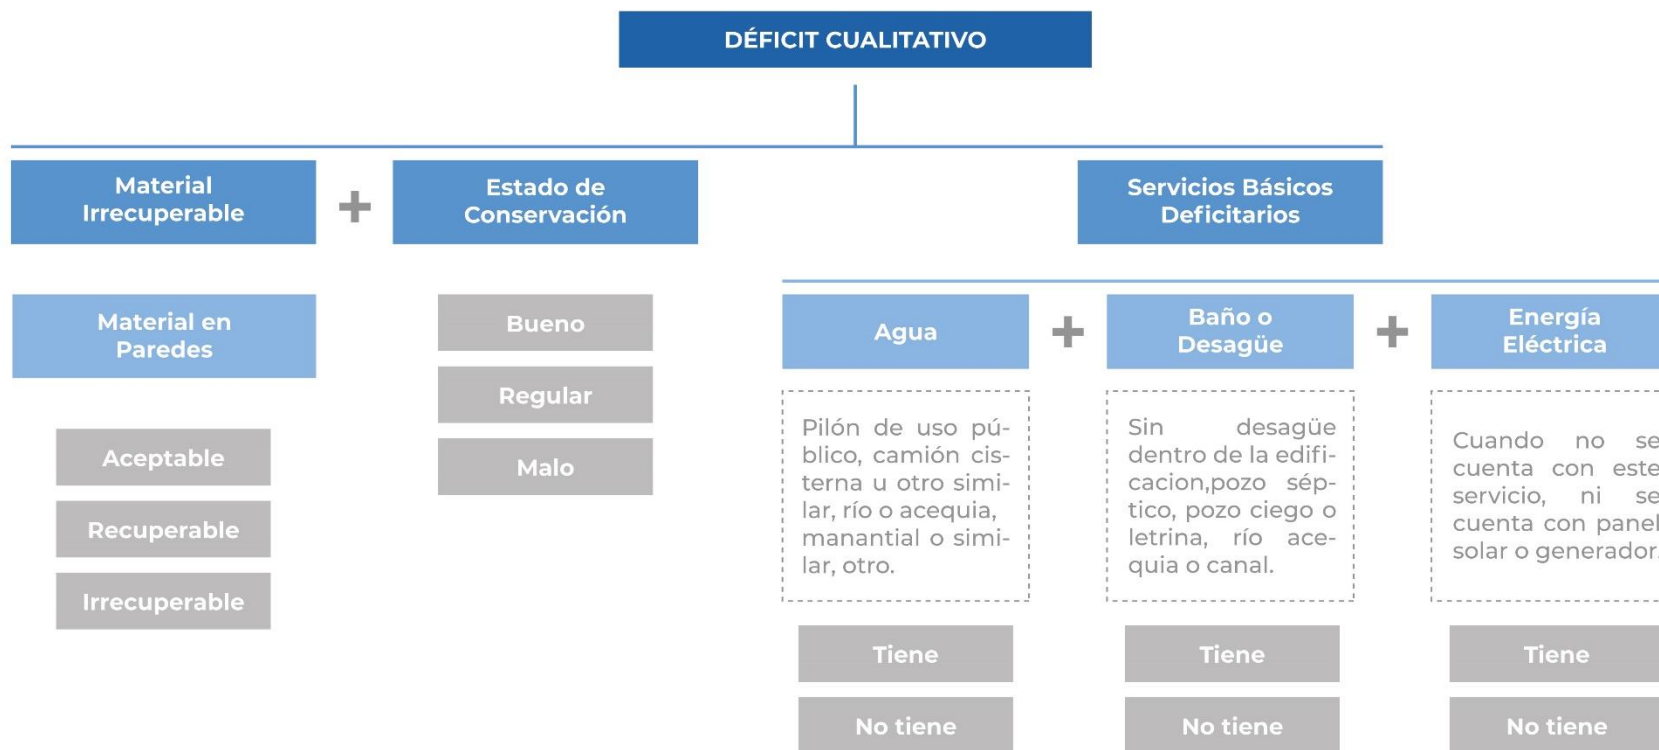 DÉFICIT CUALITATIVO
Material
Irrecuperable
+
Estado de
Conservación
Servicios Básicos
Deficitarios
Material en
Paredes
Aceptable
Recuperable
Irrecuperable
Bueno
Regular
Malo
Agua
+
Baño o
Desagüe
+
Energía
Eléctrica
Pilón de uso pú-
blico, camión cis-
terna u otro simi-
lar, río o acequia,
manantial o simi-
lar, otro.
Sin desagüe
dentro de la edifi-
cacion,pozo sép-
tico, pozo ciego o
letrina, río ace-
quia o canal.
Cuando no se
cuenta con este
servicio, ni se
cuenta con panel
solar o generador.
Tiene
No tiene
Tiene
No tiene
Tiene
No tiene